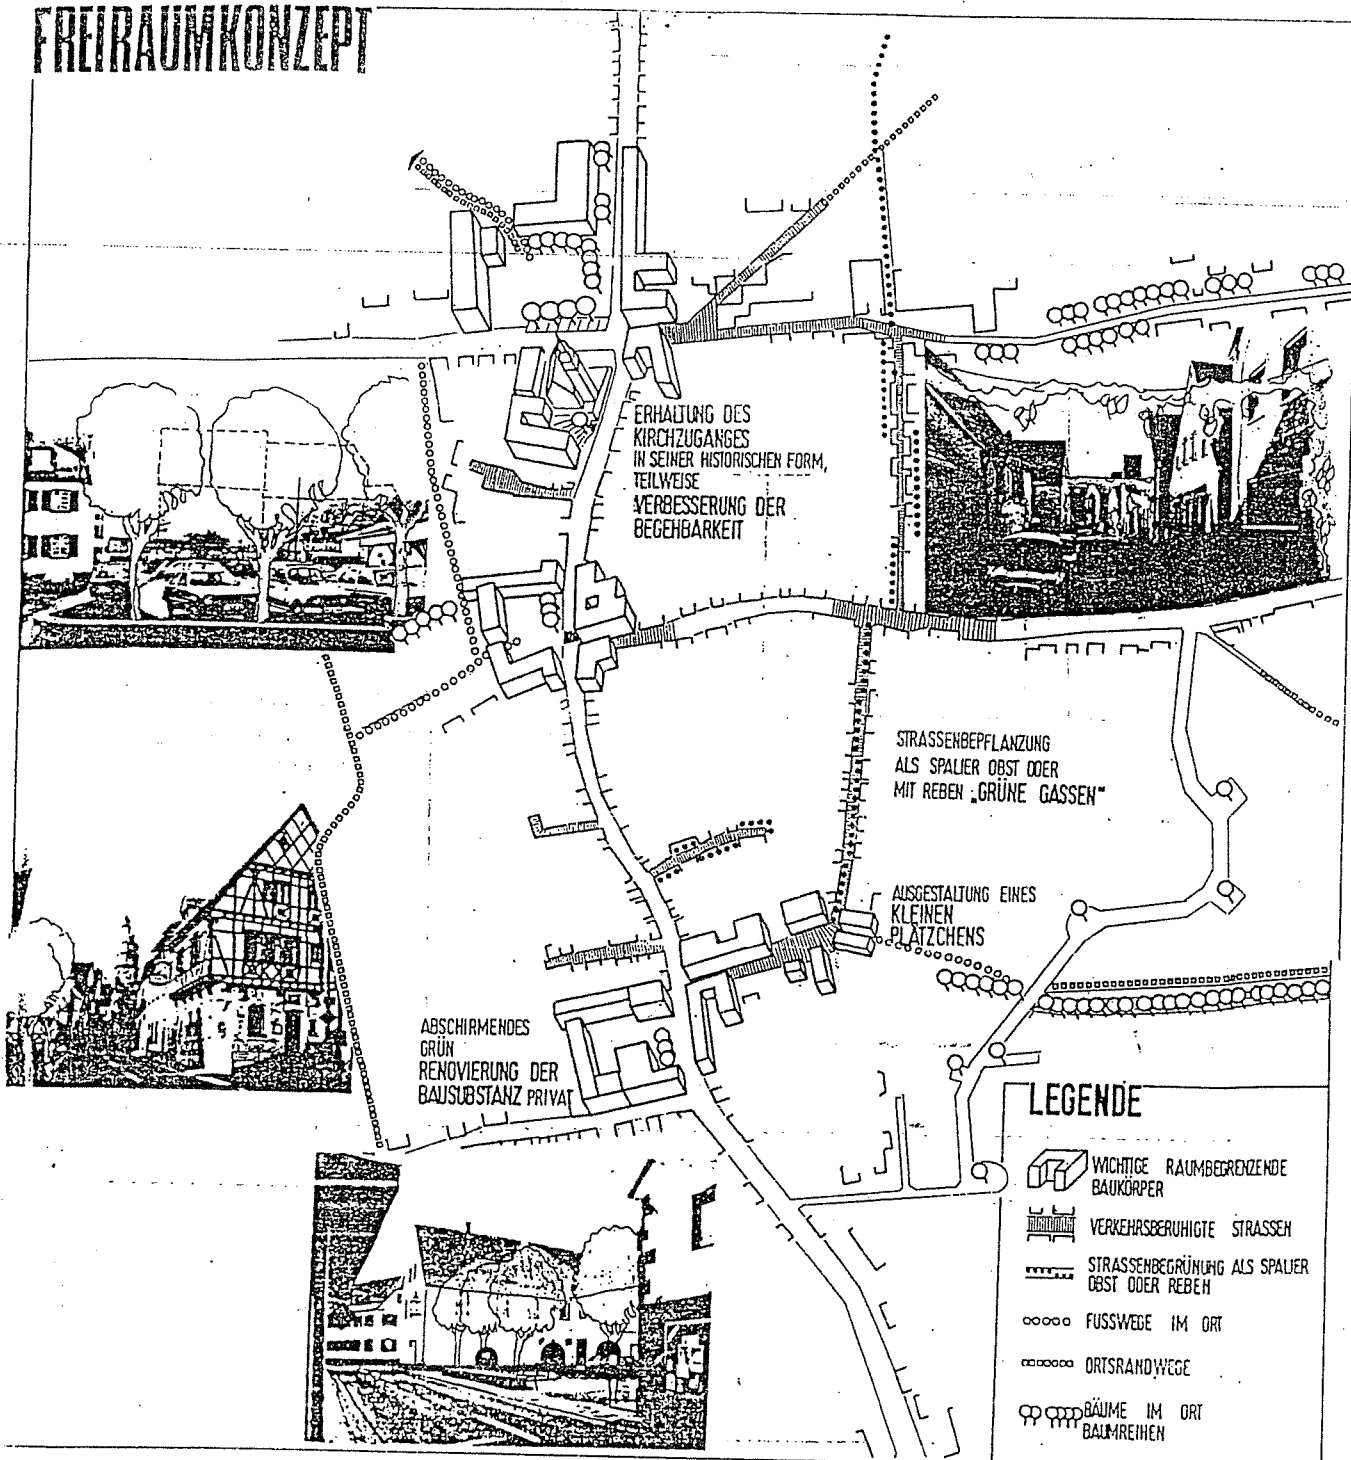 FREIRAUMKONZEPT
ERHALTUNG DES
KIRCHZUGANGES
IN SEINER HISTORISCHEN FORM,
TEILWEISE
VERBESSERUNG DER
BEGEHBARKEIT
STRASSENBEPFLANZUNG
ALS SPALIER OBST ODER
MIT REBEN „GRÜNE GASSEN"
AUSGESTALTUNG EINES
KLEINEN
PLÄTZCHENS
ABSCHIRMENDES
GRÜN
RENOVIERUNG DER
BAUSUBSTANZ PRIVAT
LEGENDE
WICHTIGE RAUMBEGRENZENDE
BAUKÖRPER
VERKEHRSBERUHIGTE STRASSEN
STRASSENBEGRÜNUNG ALS SPALIER
OBST ODER REBEN
FUSSWEGE IM ORT
ORTSRANDWEGE
BÄUME IM ORT
BAUMREIHEN